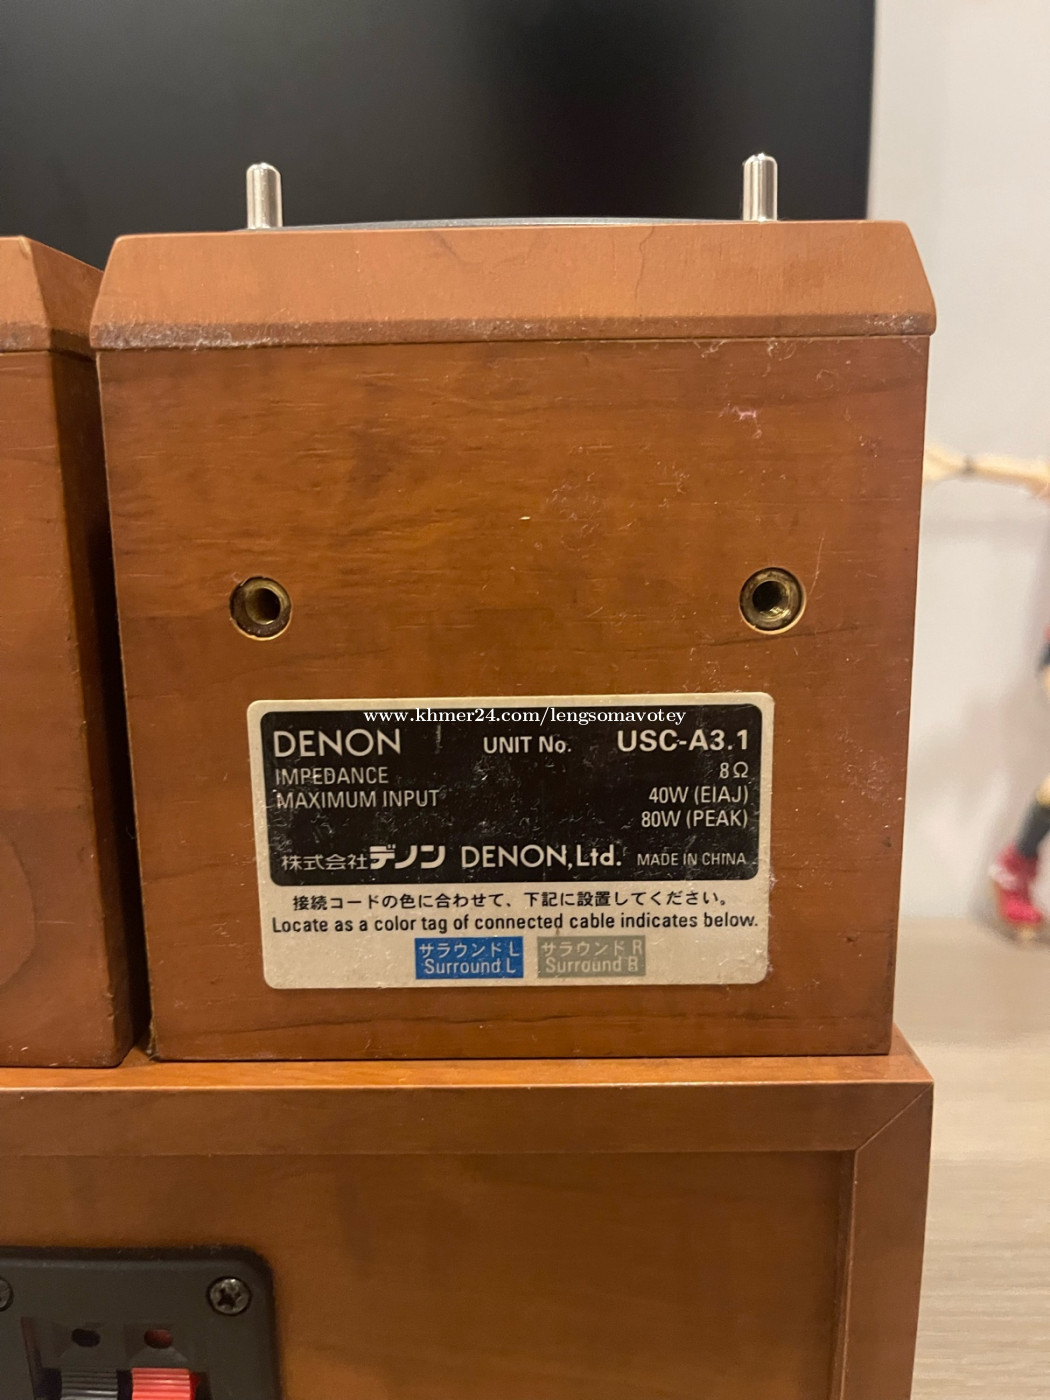 www.khmer24.com/lengsomavotey
DENON UNIT No. USC-A3.1
IMPEDANCE 8Ω
MAXIMUM INPUT 40W (EIAJ)
80W (PEAK)
株式会社デノン DENON,Ltd. MADE IN CHINA
接続コードの色に合わせて、下記に設置してください。
Locate as a color tag of connected cable indicates below.
サラウンド L サラウンド R
Surround L Surround R